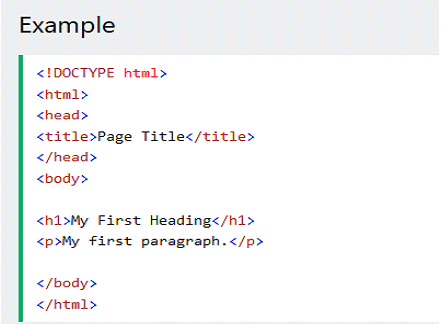 Example
<!DOCTYPE html>
<html>
<head>
<title>Page Title</title>
</head>
<body>
<h1>My First Heading</h1>
<p>My first paragraph.</p>
</body>
</html>